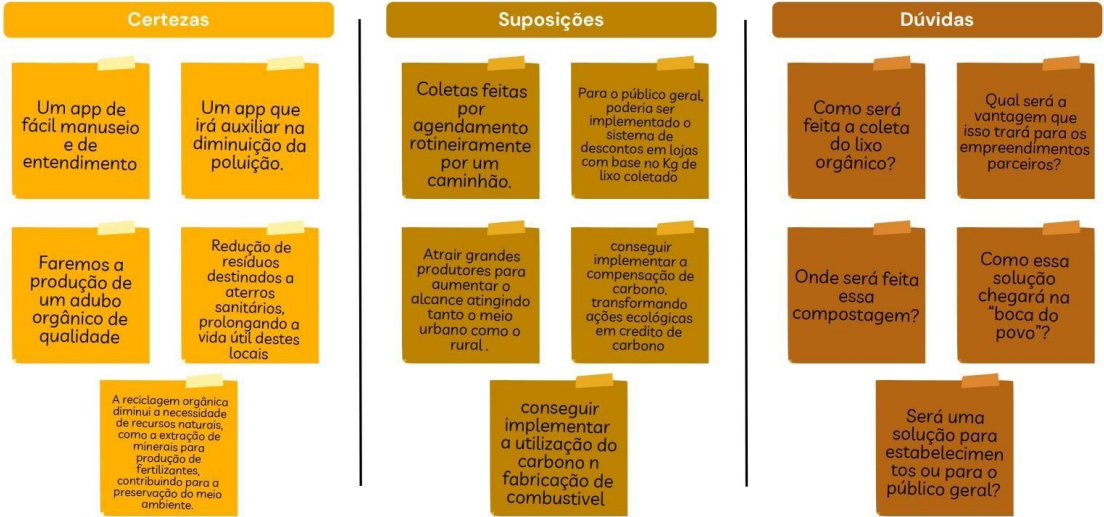 Certezas
Um app de
fácil manuseio
e de
entendimento
Um app que
irá auxiliar na
diminuição da
poluição.
Faremos a
produção de
um adubo
orgânico de
qualidade
Redução de
resíduos
destinados a
aterros
sanitários,
prolongando a
vida útil destes
locais
A reciclagem orgânica
diminui a necessidade
de recursos naturais,
como a extração de
minerais para
produção de
fertilizantes,
contribuindo para a
preservação do meio
ambiente.
Suposições
Coletas feitas
por
agendamento
rotineiramente
por um
caminhão.
Para o público geral,
poderia ser
implementado o
sistema de
descontos em lojas
com base no Kg de
lixo coletado
Atrair grandes
produtores para
aumentar o
alcance atingindo
tanto o meio
urbano como o
rural.
conseguir
implementar a
compensação de
carbono,
transformando
ações ecológicas
em credito de
carbono
conseguir
implementar
a utilização do
carbono n
fabricação de
combustivel
Dúvidas
Como será
feita a coleta
do lixo
orgânico?
Qual será a
vantagem que
isso trará para os
empreendimentos
parceiros?
Onde será feita
essa
compostagem?
Como essa
solução
chegará na
"boca do
povo"?
Será uma
solução para
estabelecimen
tos ou para o
público geral?